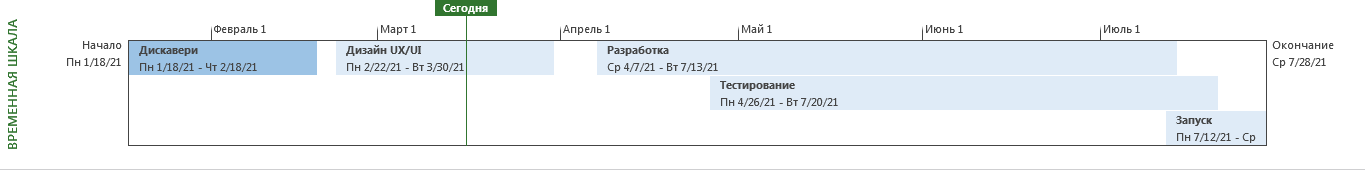 Сегодня
Февраль 1
Март 1
Апрель 1
Май 1
Июнь 1
Июль 1
ВРЕМЕННАЯ ШКАЛА
Начало
Пн 1/18/21
Дискавери
Пн 1/18/21 - Чт 2/18/21
Дизайн UX/UI
Пн 2/22/21 - Вт 3/30/21
Разработка
Ср 4/7/21 - Вт 7/13/21
Окончание
Ср 7/28/21
Тестирование
Пн 4/26/21 - Вт 7/20/21
Запуск
Пн 7/12/21 - Ср